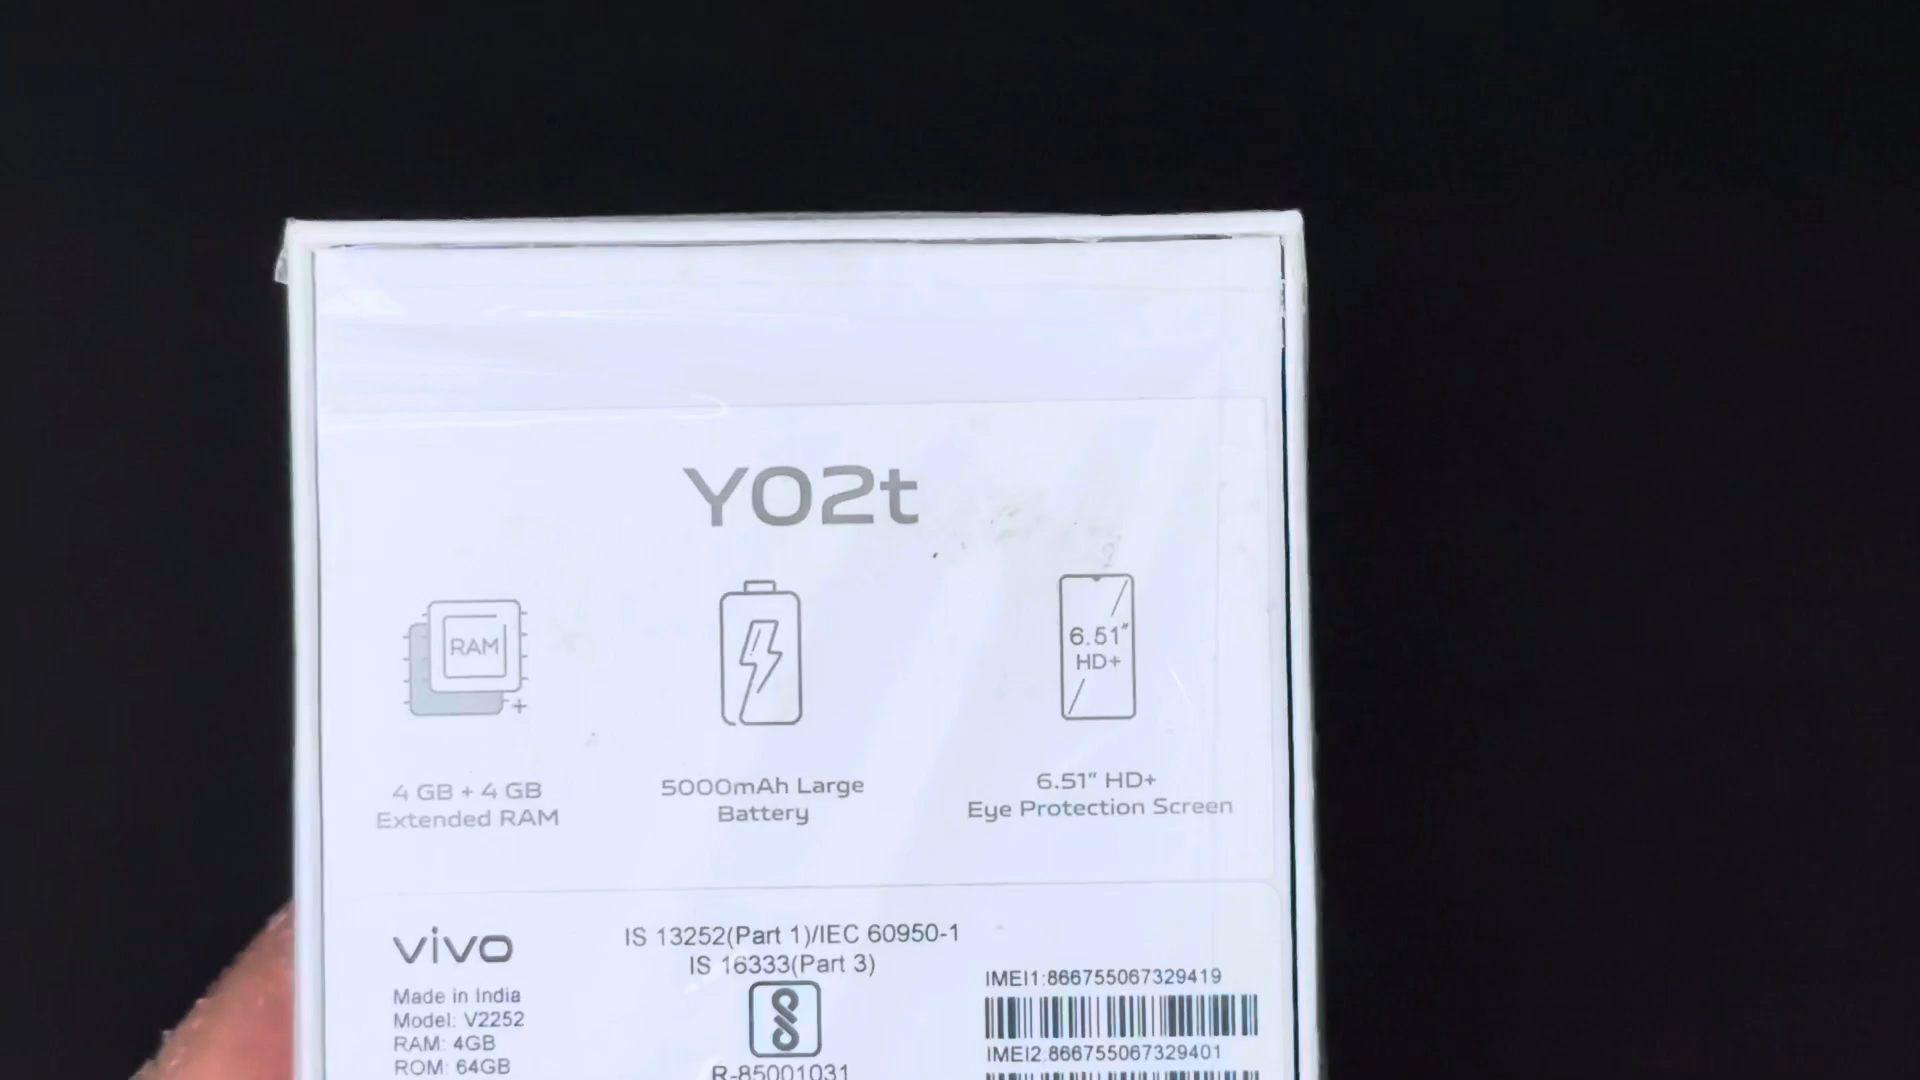 Y02t
RAM
+
6.51"
HD+
4 GB + 4 GB
Extended RAM
5000mAh Large
Battery
6.51" HD+
Eye Protection Screen
vivo
Made in India
Model: V2252
RAM: 4GB
ROM: 64GB
IS 13252(Part 1)/IEC 60950-1
IS 16333(Part 3)
R-85001031
IMEI1:866755067329419
IMEI2:866755067329401